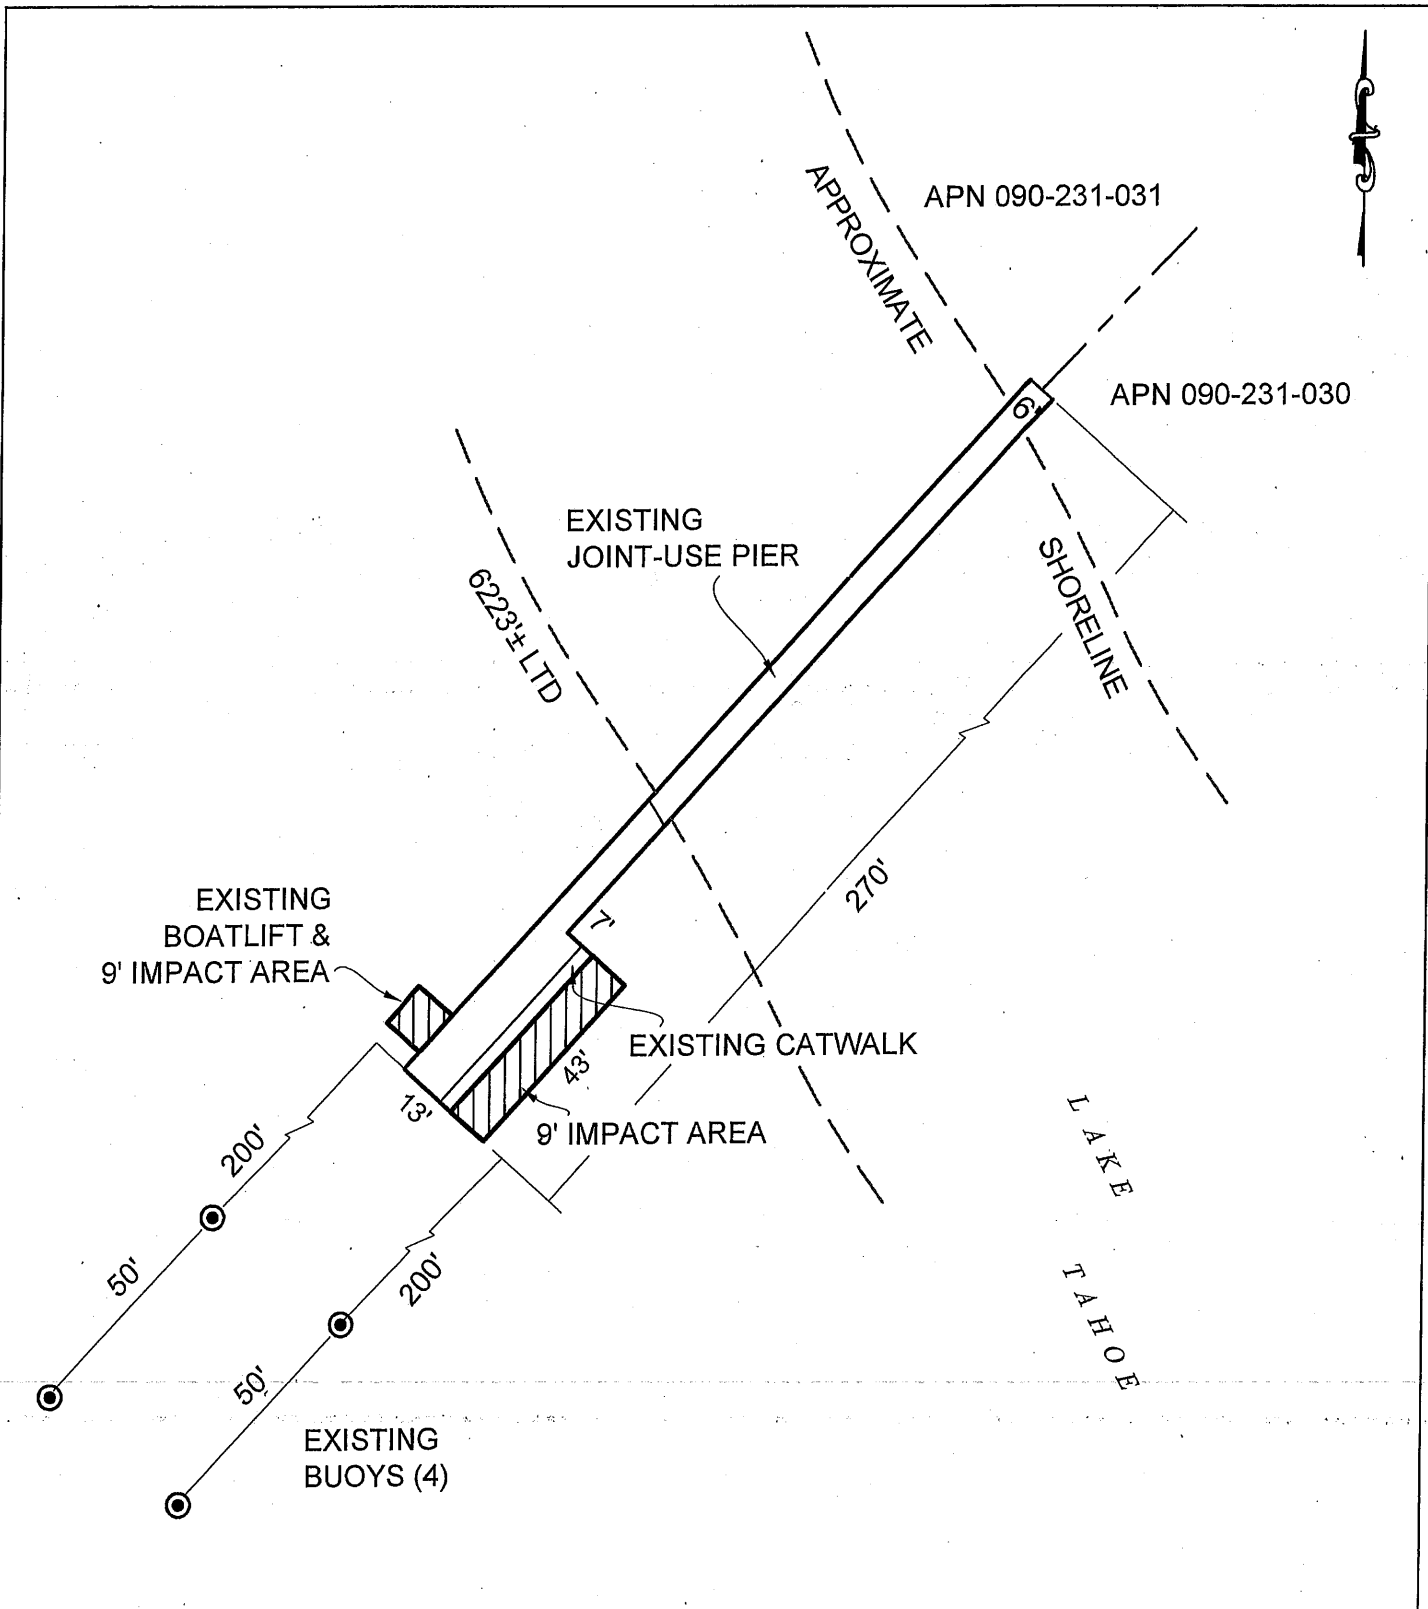 APN 090-231-031
APPROXIMATE
APN 090-231-030
6'
EXISTING
JOINT-USE PIER
SHORELINE
6223'± LTD
270'
EXISTING
BOATLIFT &
9' IMPACT AREA
7'
EXISTING CATWALK
43'
13'
9' IMPACT AREA
LAKE
TAHOE
200'
200'
50'
50'
EXISTING
BUOYS (4)